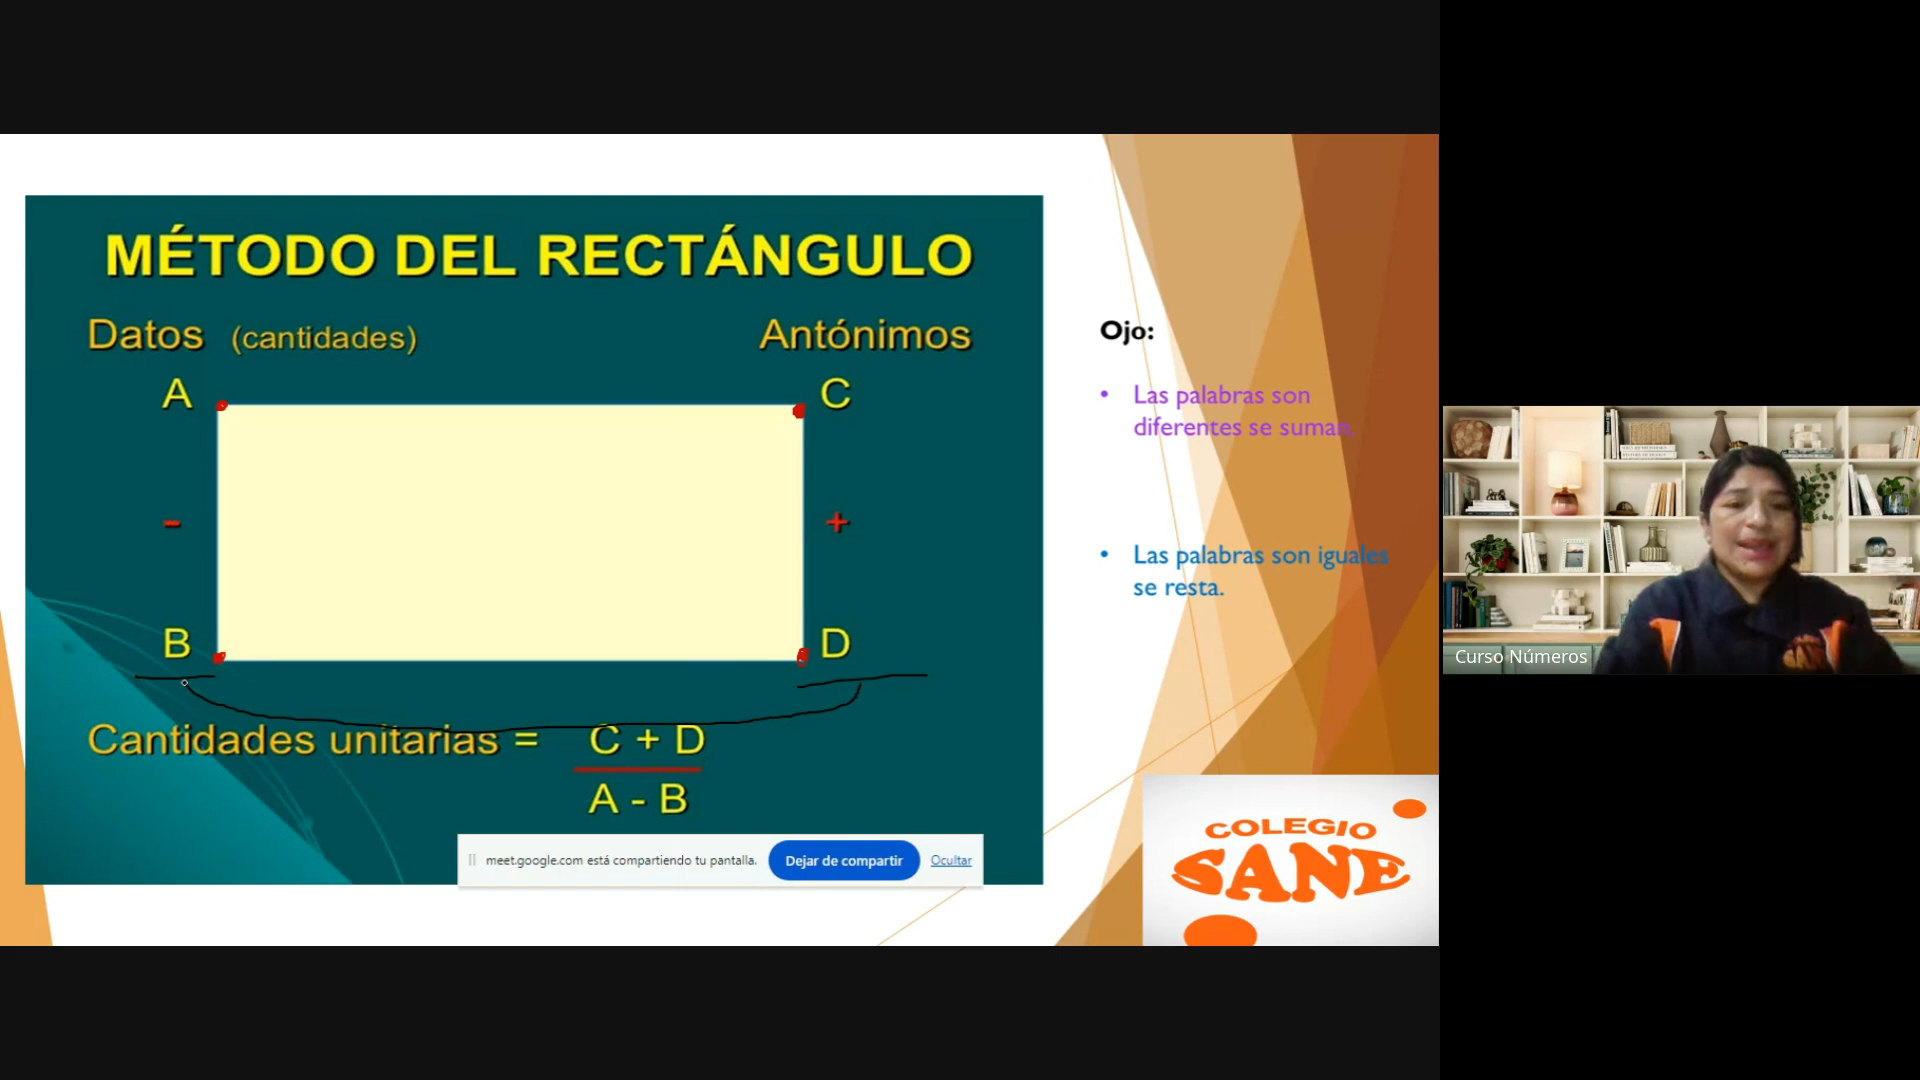 MÉTODO DEL RECTÁNGULO
Datos (cantidades) Antónimos
A C
- +
B D
Cantidades unitarias = C + D
A - B
meet.google.com está compartiendo tu pantalla. Dejar de compartir Ocultar
Ojo:
• Las palabras son
diferentes se suman.
• Las palabras son iguales
se resta.
COLEGIO
SANE
Curso Números